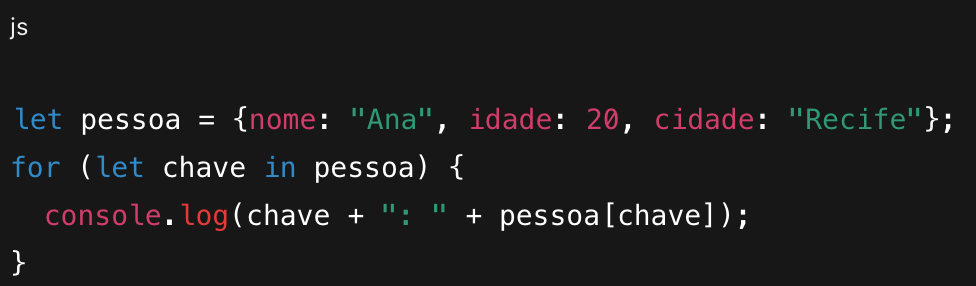 js
let pessoa = {nome: "Ana", idade: 20, cidade: "Recife"};
for (let chave in pessoa) {
  console.log(chave + ": " + pessoa[chave]);
}